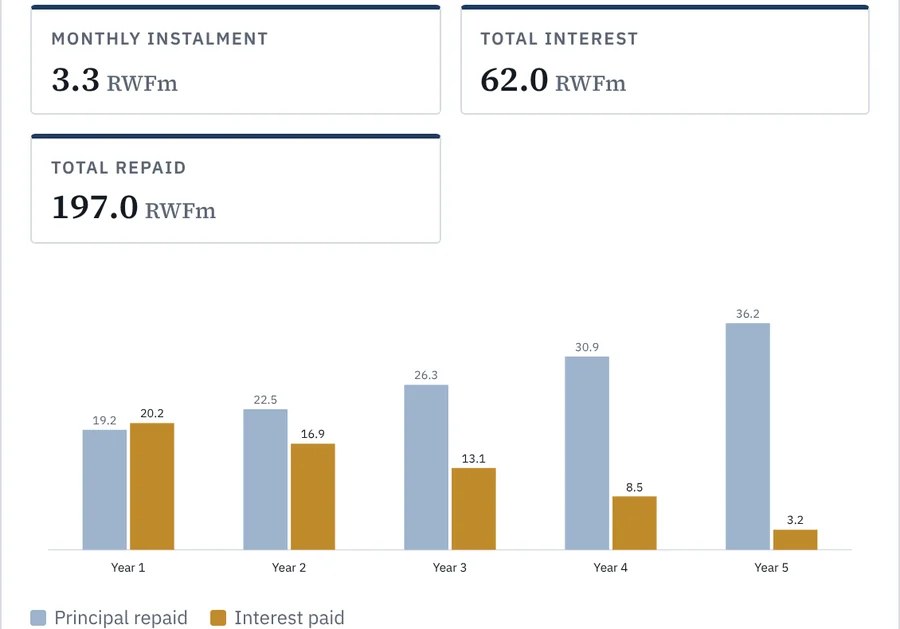 MONTHLY INSTALMENT
3.3 RWFm
TOTAL INTEREST
62.0 RWFm
TOTAL REPAID
197.0 RWFm
19.2
20.2
22.5
16.9
26.3
13.1
30.9
8.5
36.2
3.2
Year 1
Year 2
Year 3
Year 4
Year 5
Principal repaid
Interest paid